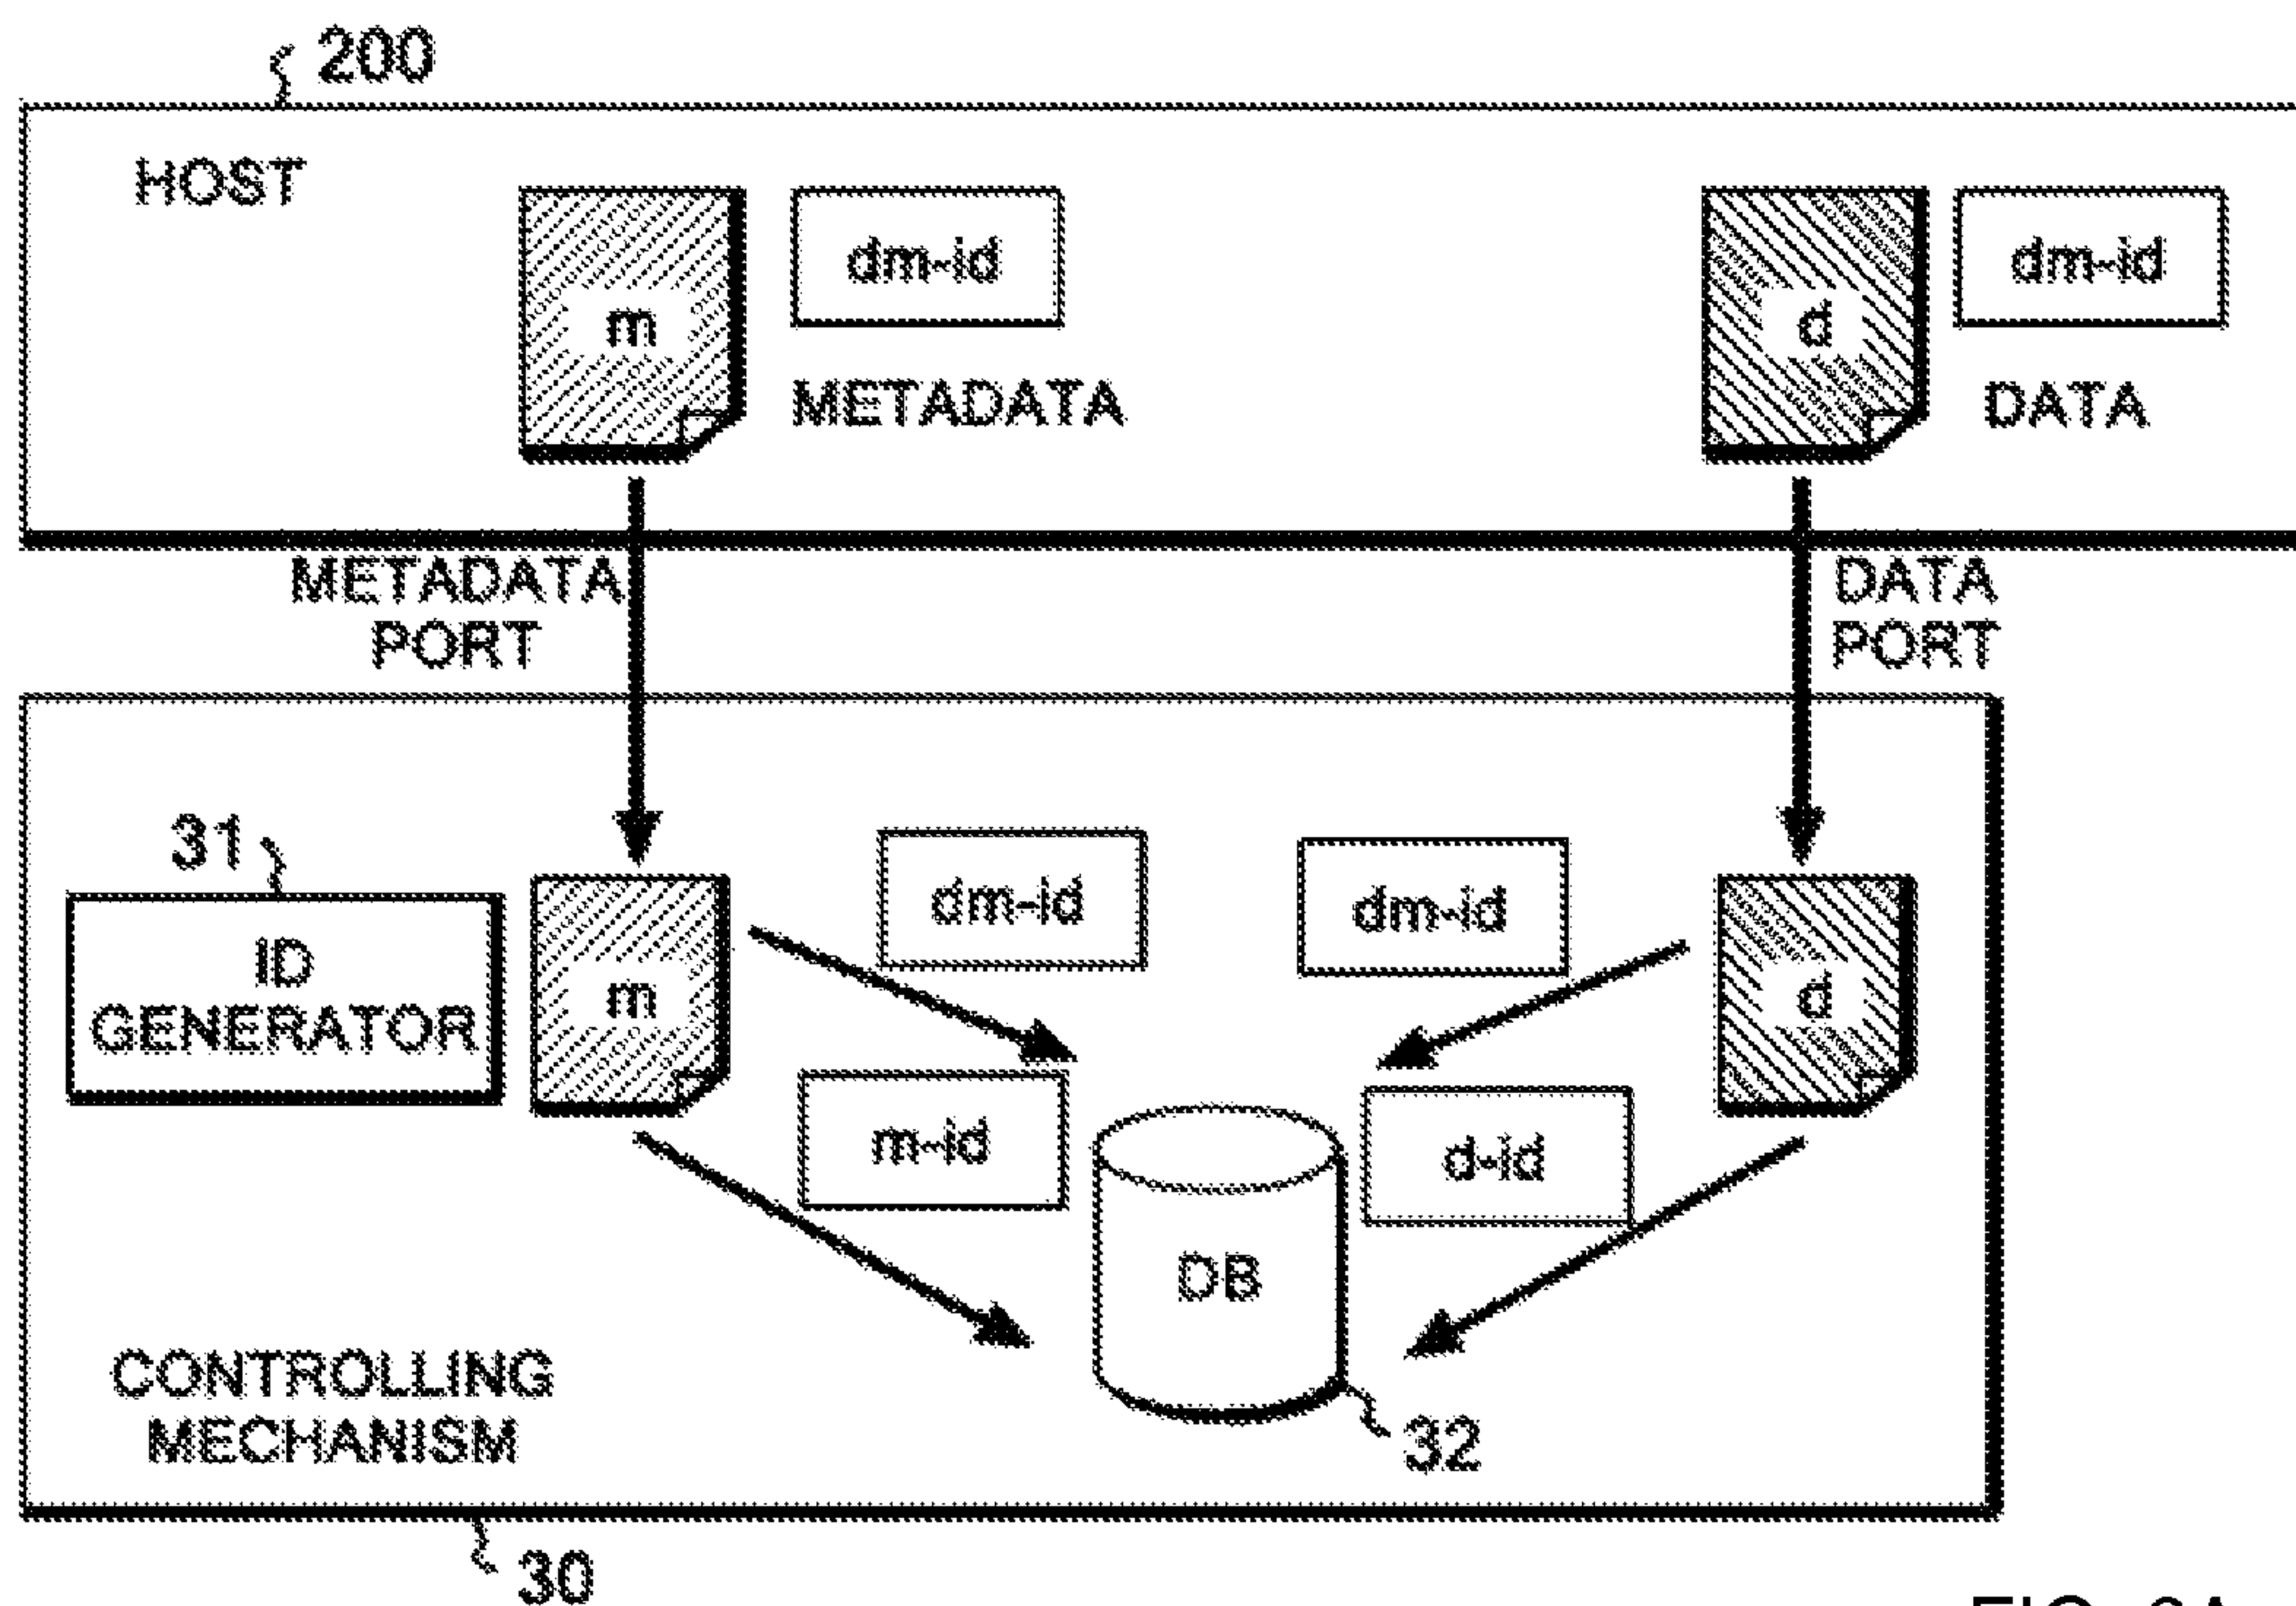 200
HOST
dm-id
dm-id
m
d
METADATA
DATA
METADATA
PORT
DATA
PORT
31
dm-id
dm-id
ID
GENERATOR
m
d
m-id
d-id
DB
CONTROLLING
MECHANISM
32
30